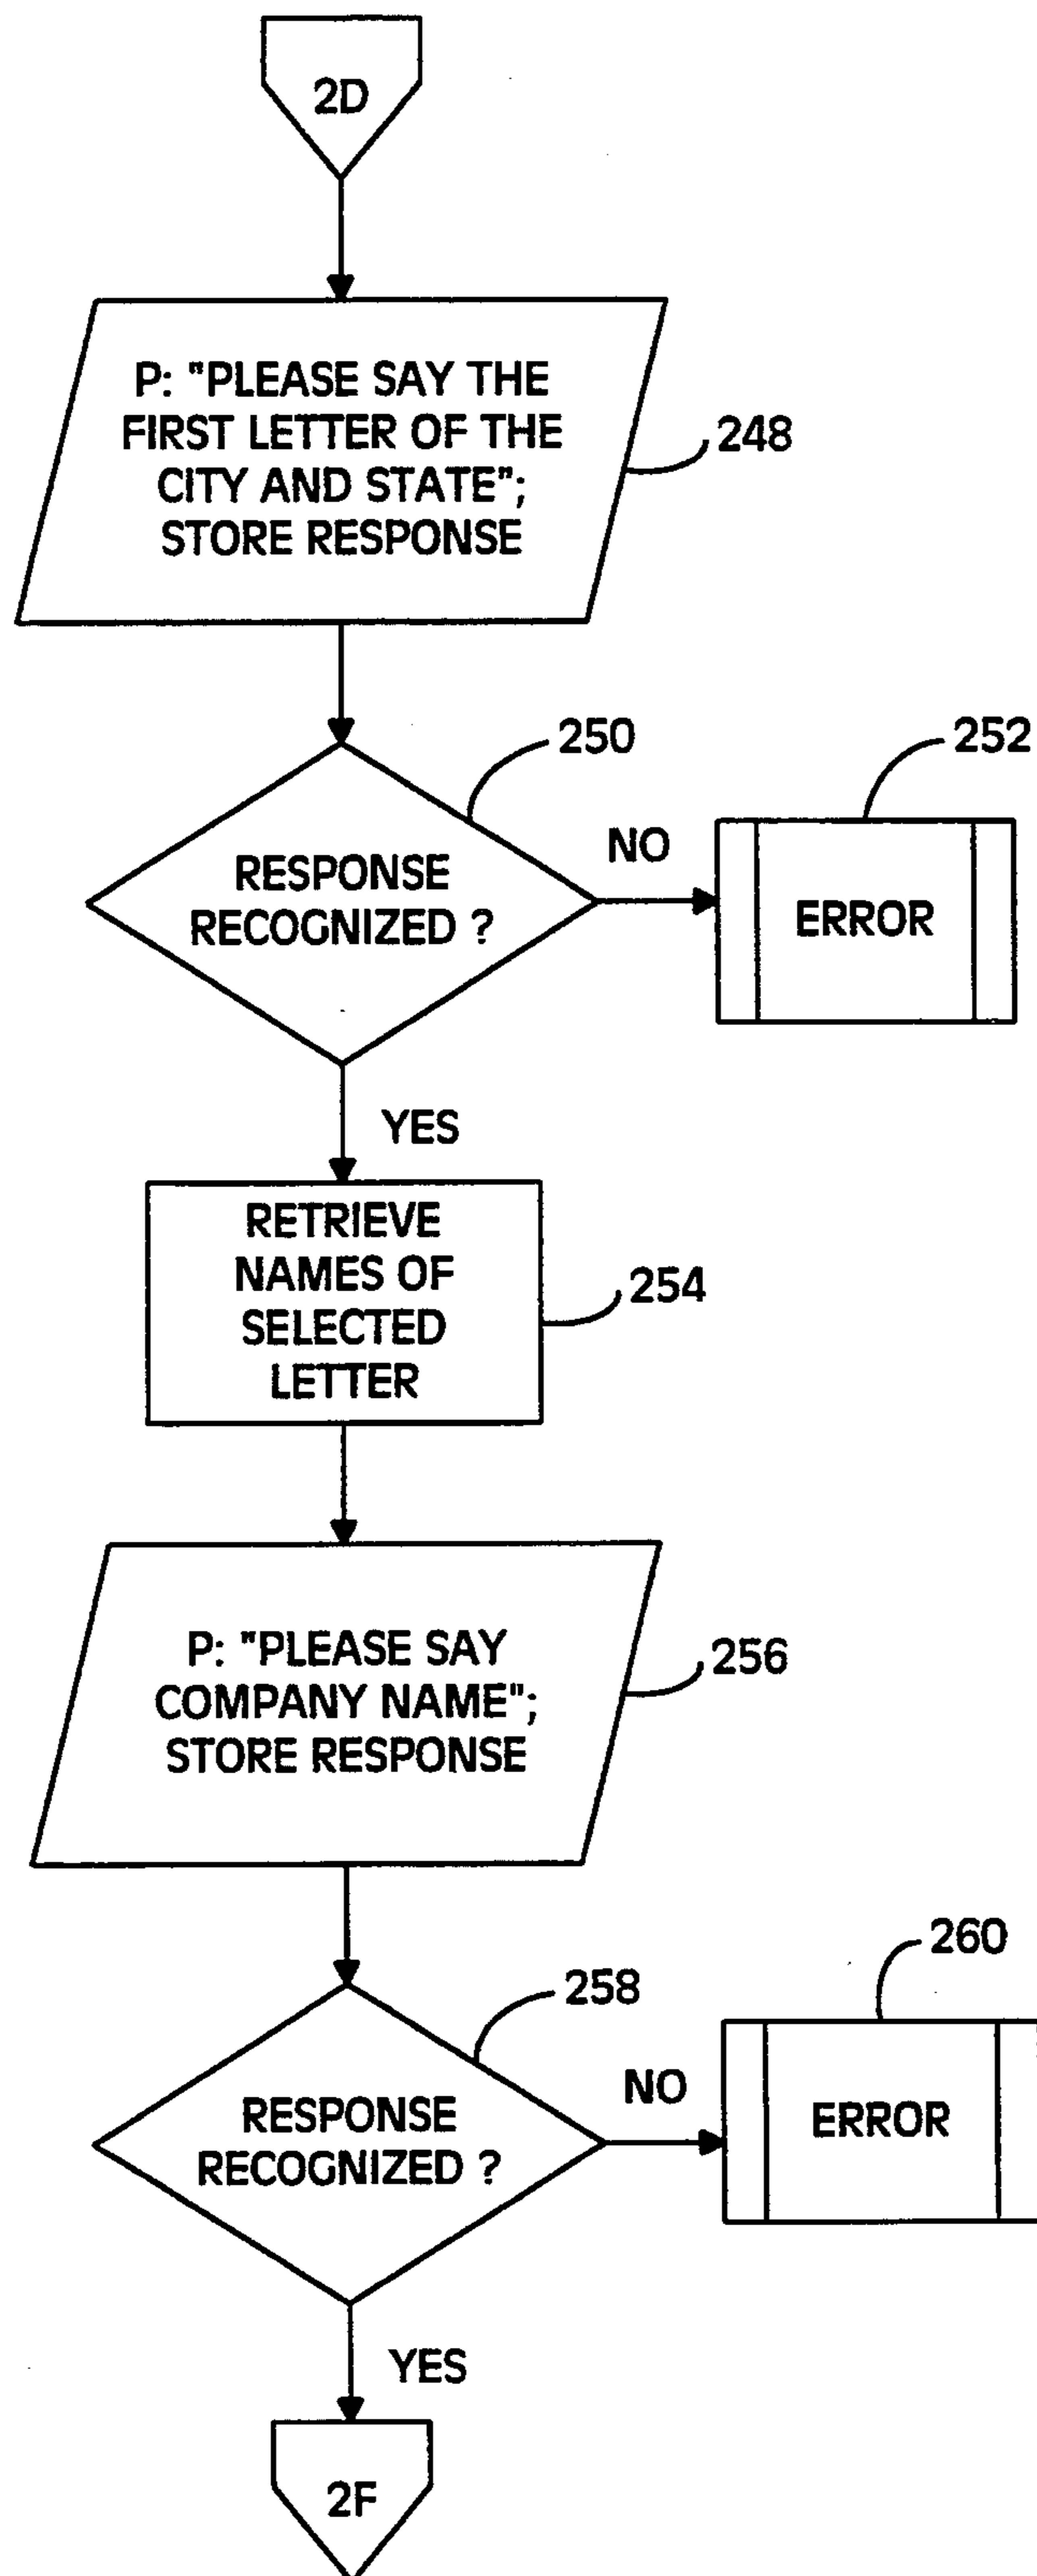 2D
P: "PLEASE SAY THE
FIRST LETTER OF THE
CITY AND STATE";
STORE RESPONSE
248
250
252
RESPONSE
RECOGNIZED ?
NO
ERROR
YES
RETRIEVE
NAMES OF
SELECTED
LETTER
254
P: "PLEASE SAY
COMPANY NAME";
STORE RESPONSE
256
258
260
RESPONSE
RECOGNIZED ?
NO
ERROR
YES
2F